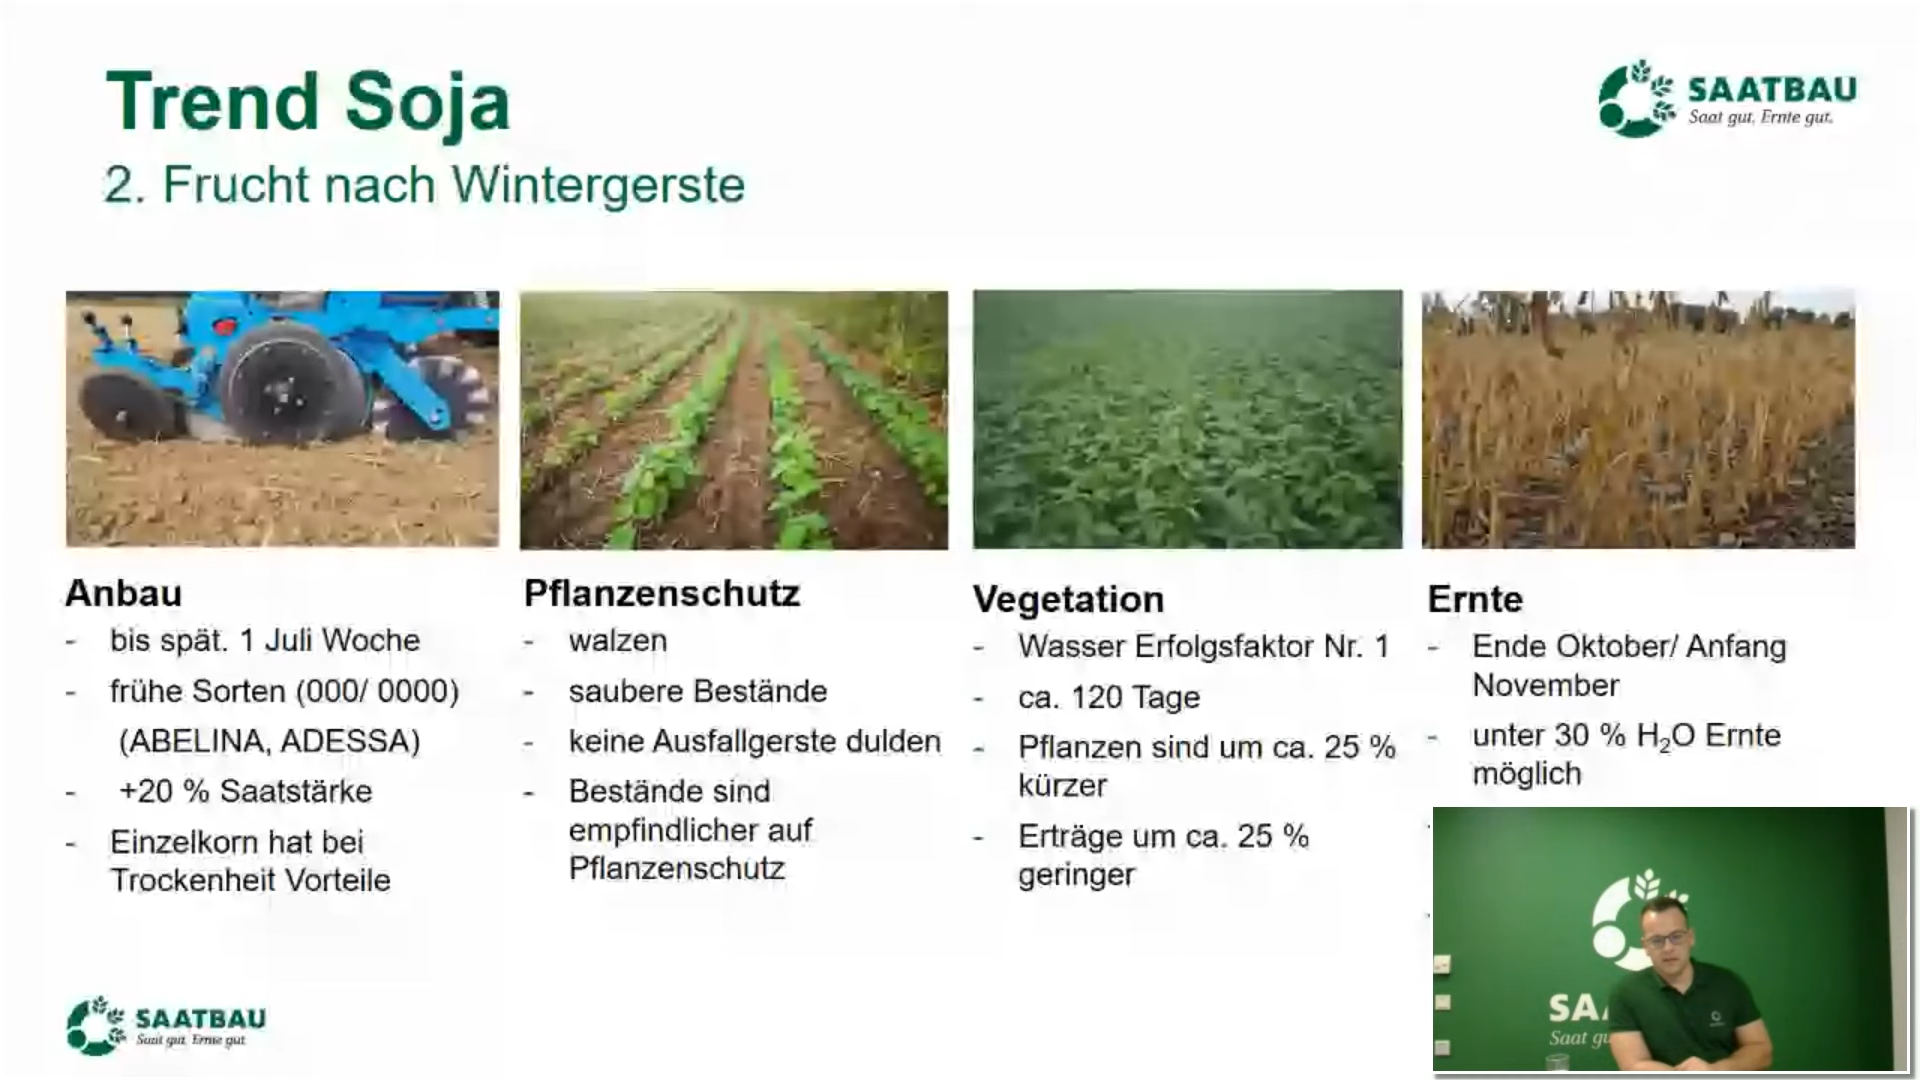 Trend Soja
2. Frucht nach Wintergerste
SAATBAU
Saat gut, Ernte gut.
Anbau
- bis spät. 1 Juli Woche
- frühe Sorten (000/ 0000)
(ABELINA, ADESSA)
- +20 % Saatstärke
- Einzelkorn hat bei
Trockenheit Vorteile
Pflanzenschutz
- walzen
- saubere Bestände
- keine Ausfallgerste dulden
- Bestände sind
empfindlicher auf
Pflanzenschutz
Vegetation
- Wasser Erfolgsfaktor Nr. 1
- ca. 120 Tage
- Pflanzen sind um ca. 25 %
kürzer
- Erträge um ca. 25 %
geringer
Ernte
- Ende Oktober/ Anfang
November
- unter 30 % H₂O Ernte
möglich
SAATBAU
Saat gut, Ernte gut
SA
Saat gu